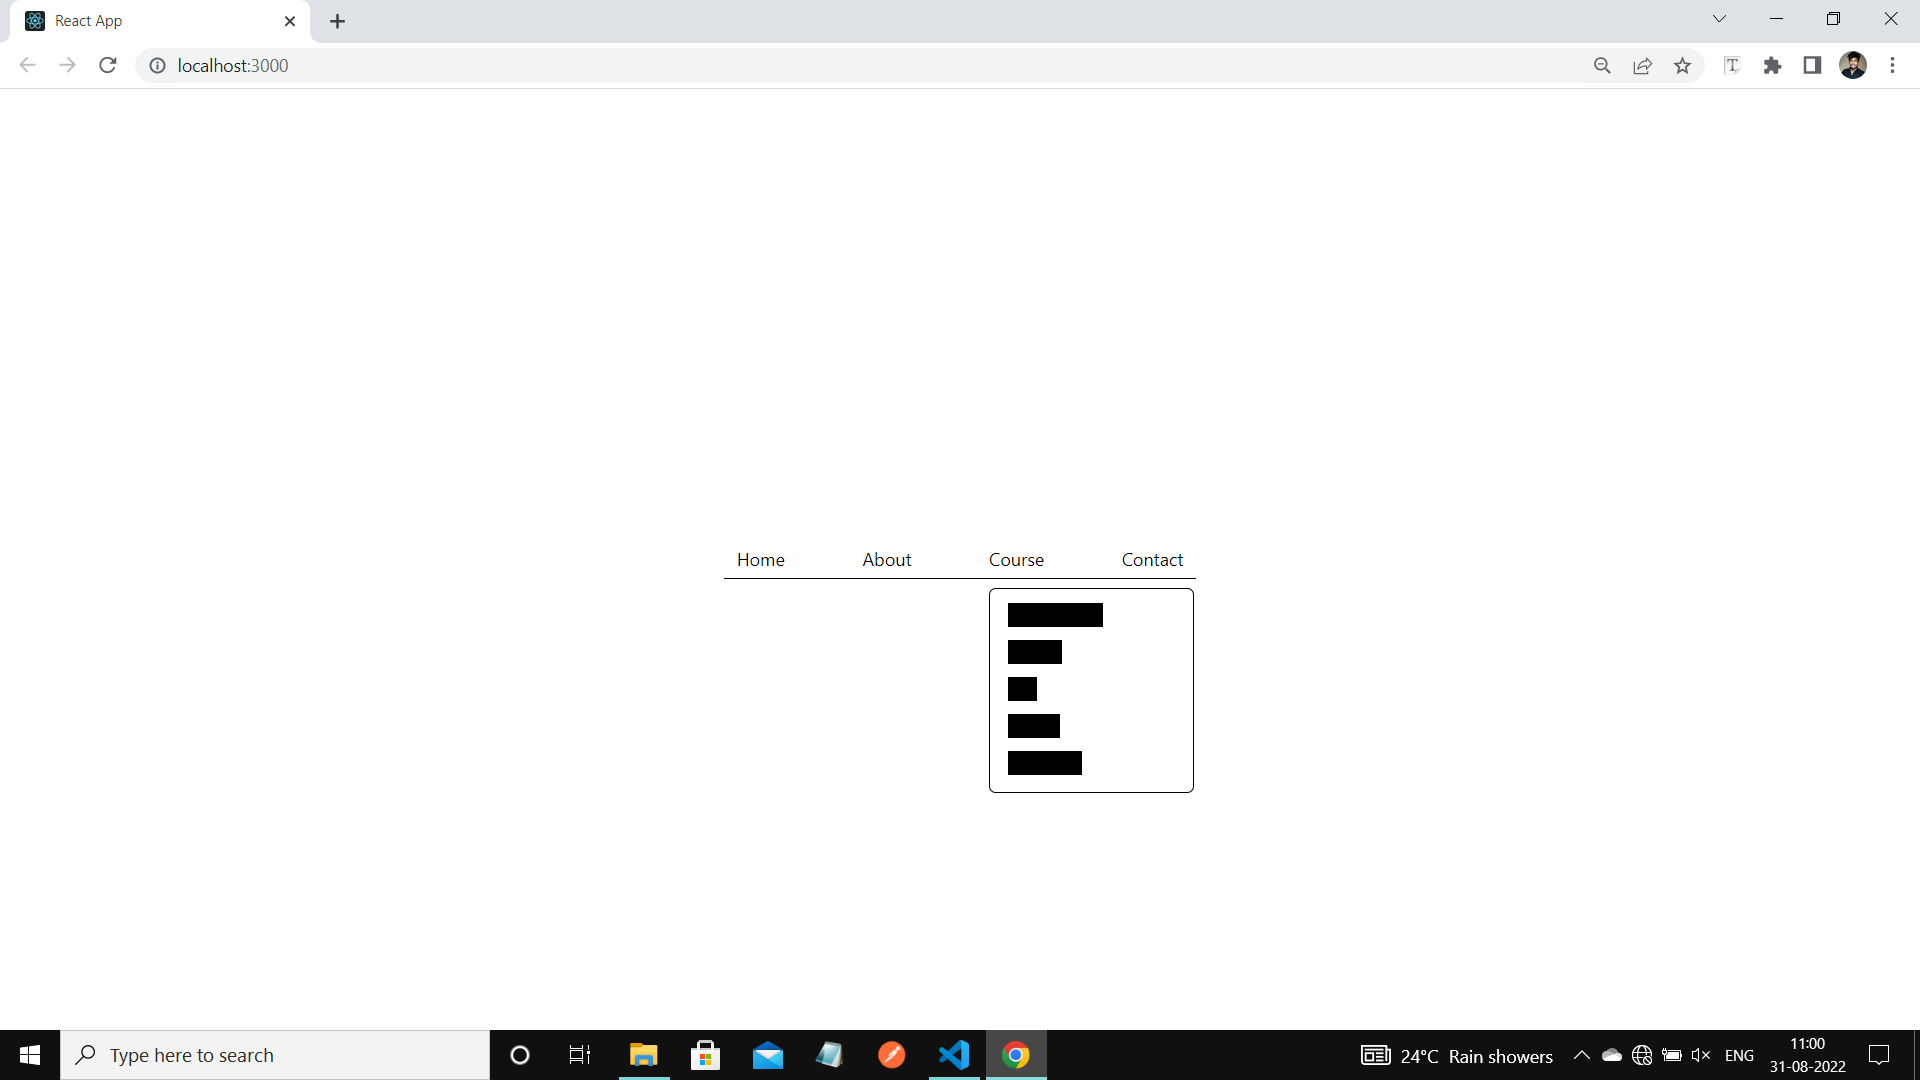 React App
localhost:3000
T
Home About Course Contact
Type here to search
24°C Rain showers
ENG
11:00
31-08-2022